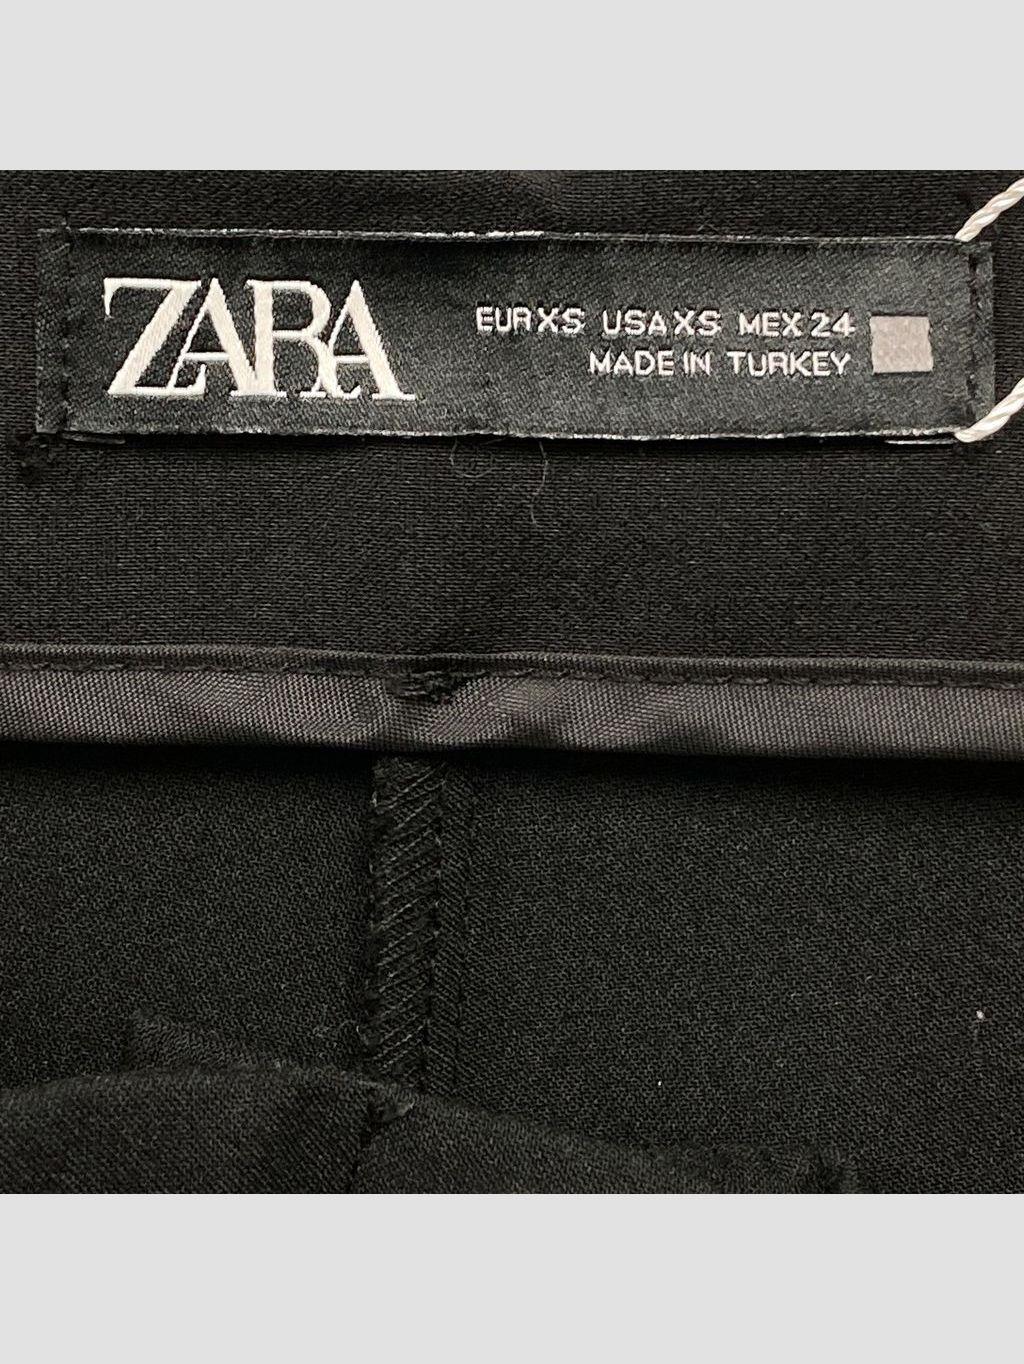 ZARA
EUR XS USA XS MEX 24
MADE IN TURKEY